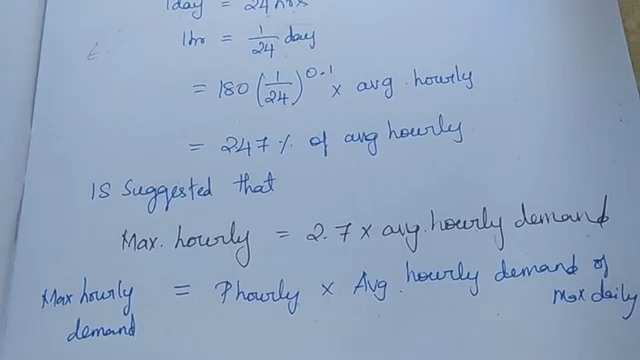 1day = 24 hrs
1hr = 1/24 day
= 180 (1/24)^0.1 x avg. hourly
= 247 % of avg hourly
IS suggested that
Max. hourly = 2.7 x avg. hourly demand
Max hourly demand = Phourly x Avg. hourly demand of max daily